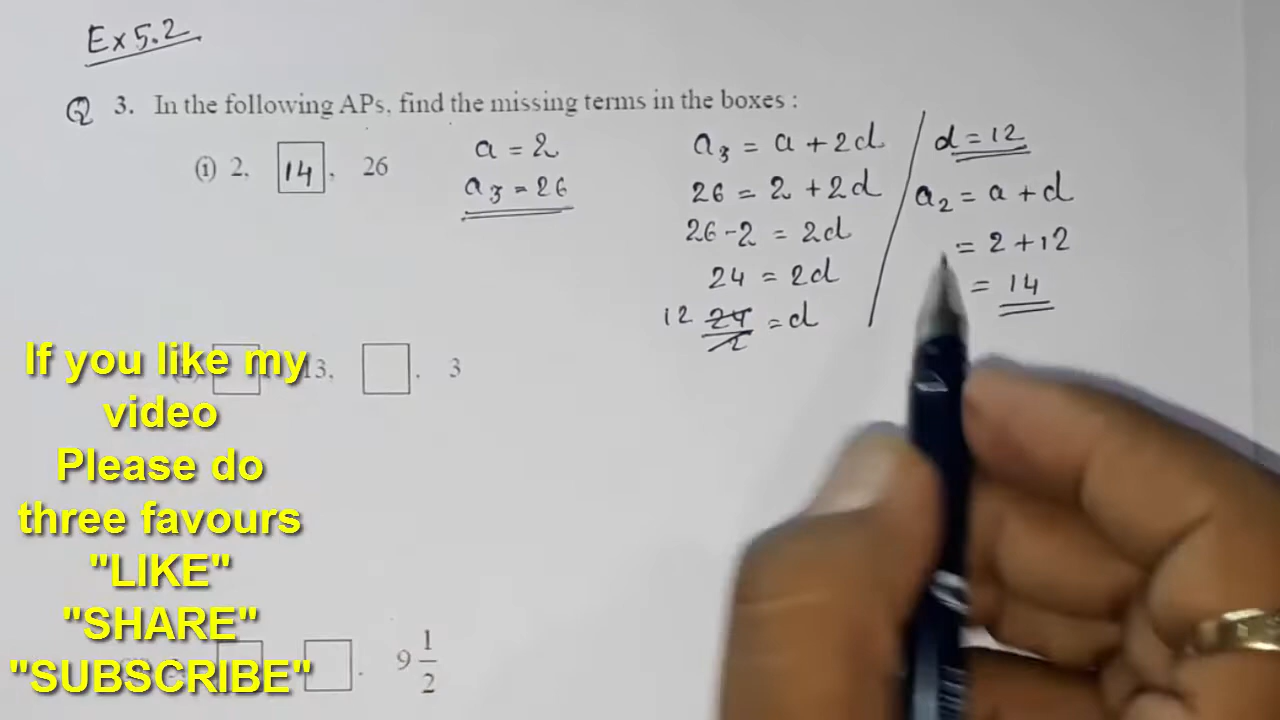 Ex 5.2
Q 3. In the following APs, find the missing terms in the boxes :
(i) 2, 14, 26
a = 2
a₃ = 26
a₃ = a + 2d
26 = 2 + 2d
26 - 2 = 2d
24 = 2d
12 24/2 = d
d = 12
a₂ = a + d
= 2 + 12
= 14
13, 3
9 1/2
If you like my
video
Please do
three favours
"LIKE"
"SHARE"
"SUBSCRIBE"